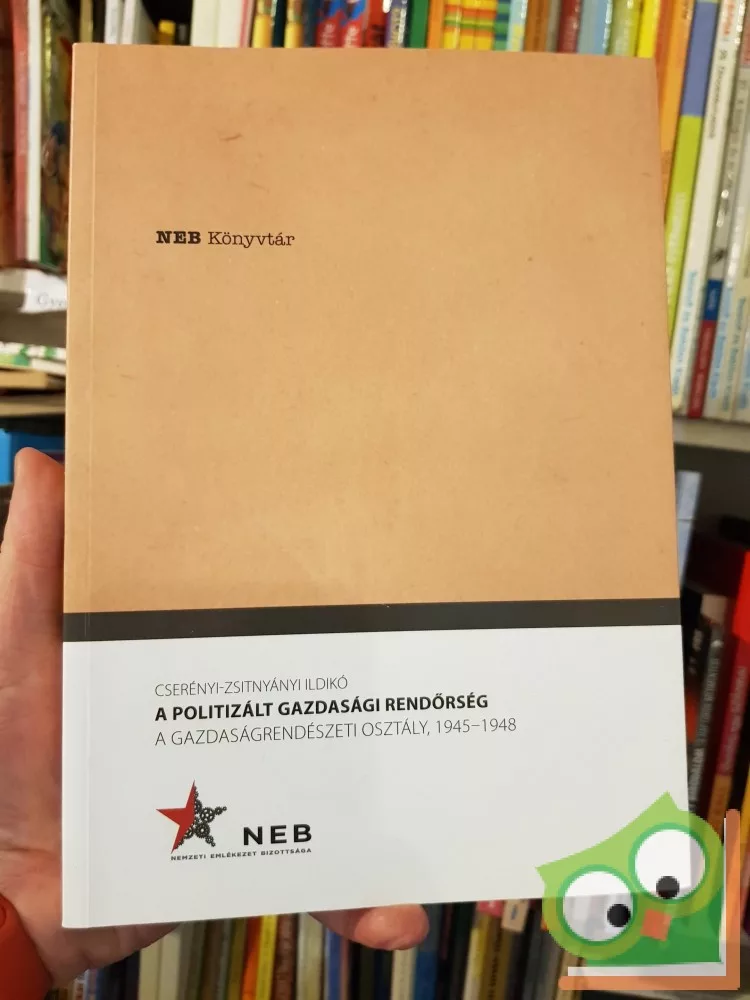 NEB Könyvtár
CSERÉNYI-ZSITNYÁNYI ILDIKÓ
A POLITIZÁLT GAZDASÁGI RENDŐRSÉG
A GAZDASÁGRENDÉSZETI OSZTÁLY, 1945–1948
NEB
NEMZETI EMLÉKEZET BIZOTTSÁGA